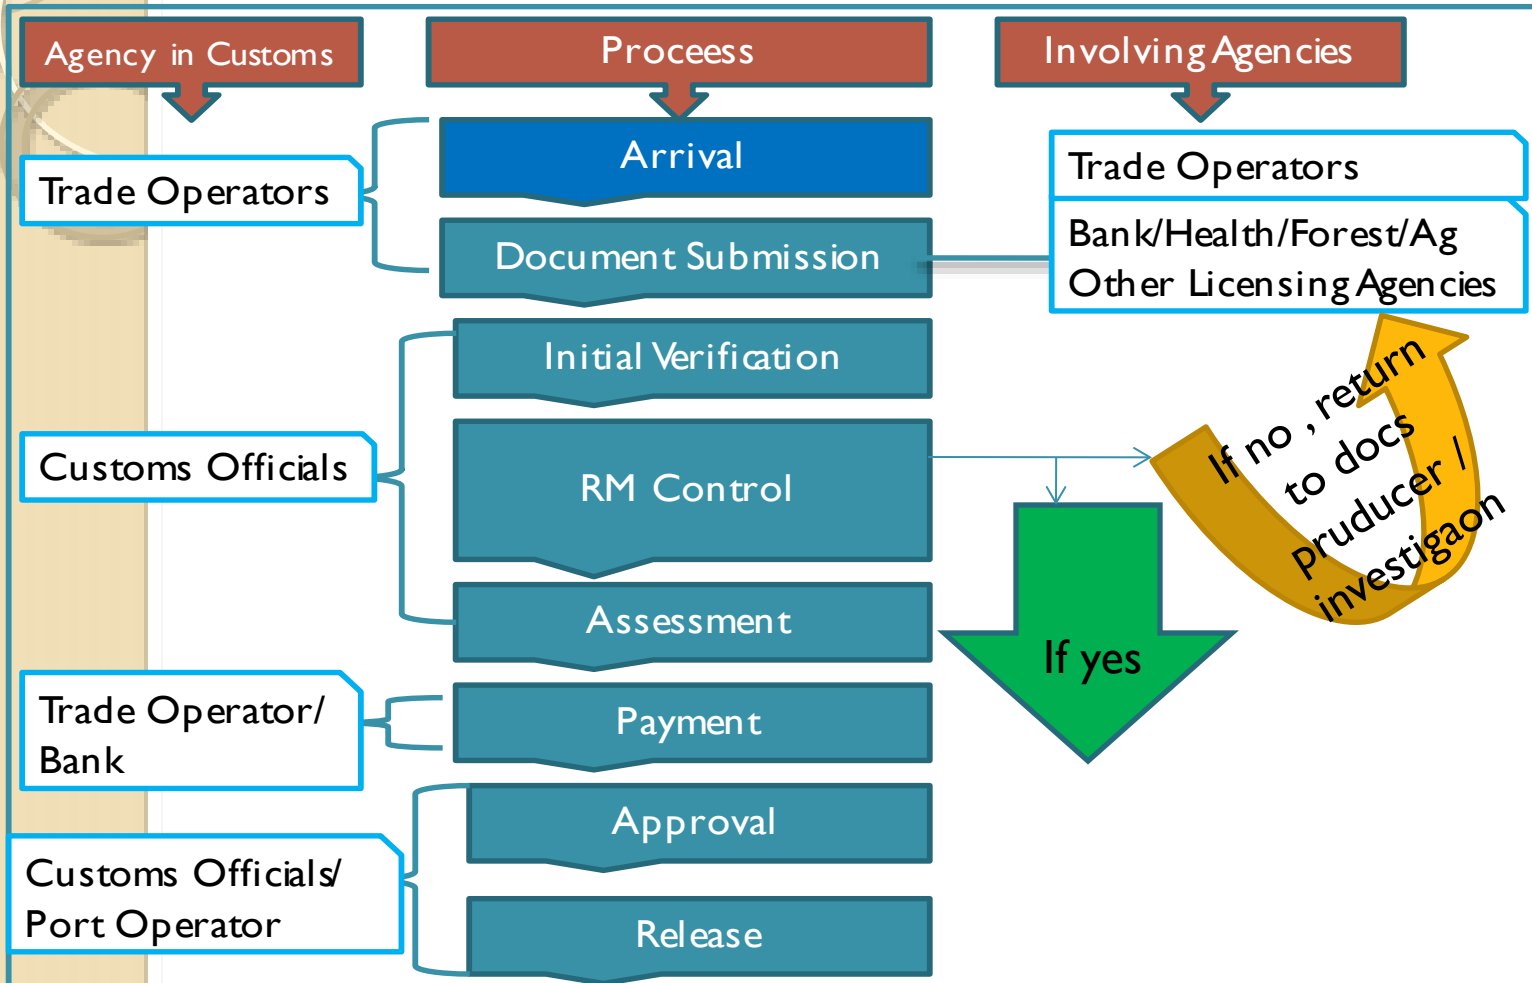 Agency in Customs
Proceess
Involving Agencies
Trade Operators
Arrival
Document Submission
Trade Operators
Bank/Health/Forest/Ag
Other Licensing Agencies
Customs Officials
Initial Verification
RM Control
Assessment
If yes
If no , return
to docs
pruducer /
investigaon
Trade Operator/
Bank
Payment
Customs Officials/
Port Operator
Approval
Release